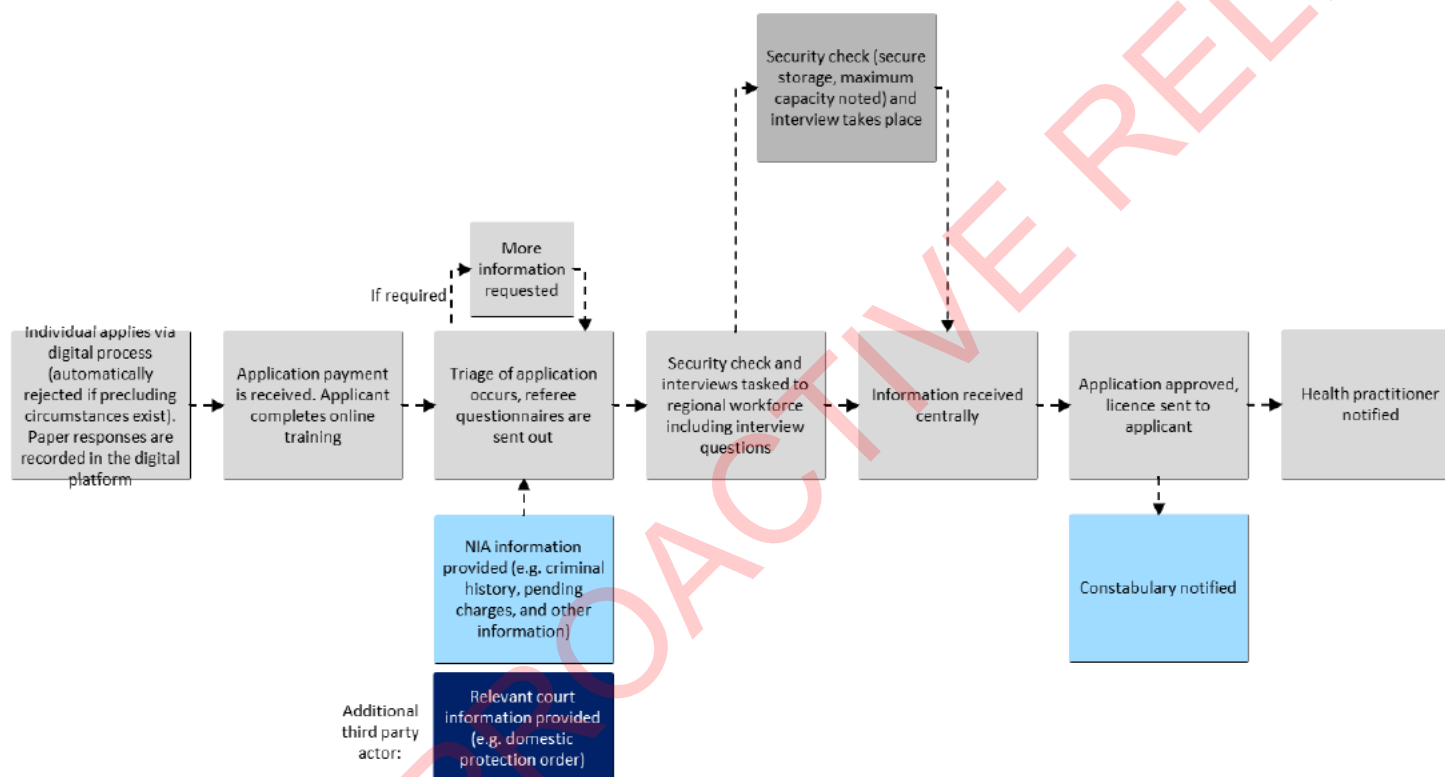 Security check (secure
storage, maximum
capacity noted) and
interview takes place
More
information
requested
If required
Individual applies via
digital process
(automatically
rejected if precluding
circumstances exist).
Paper responses are
recorded in the digital
platform
Application payment
is received. Applicant
completes online
training
Triage of application
occurs, referee
questionnaires are
sent out
Security check and
interviews tasked to
regional workforce
including interview
questions
Information received
centrally
Application approved,
licence sent to
applicant
Health practitioner
notified
NIA information
provided (e.g. criminal
history, pending
charges, and other
information)
Constabulary notified
Additional
third party
actor:
Relevant court
information provided
(e.g. domestic
protection order)
PROACTIVE REL